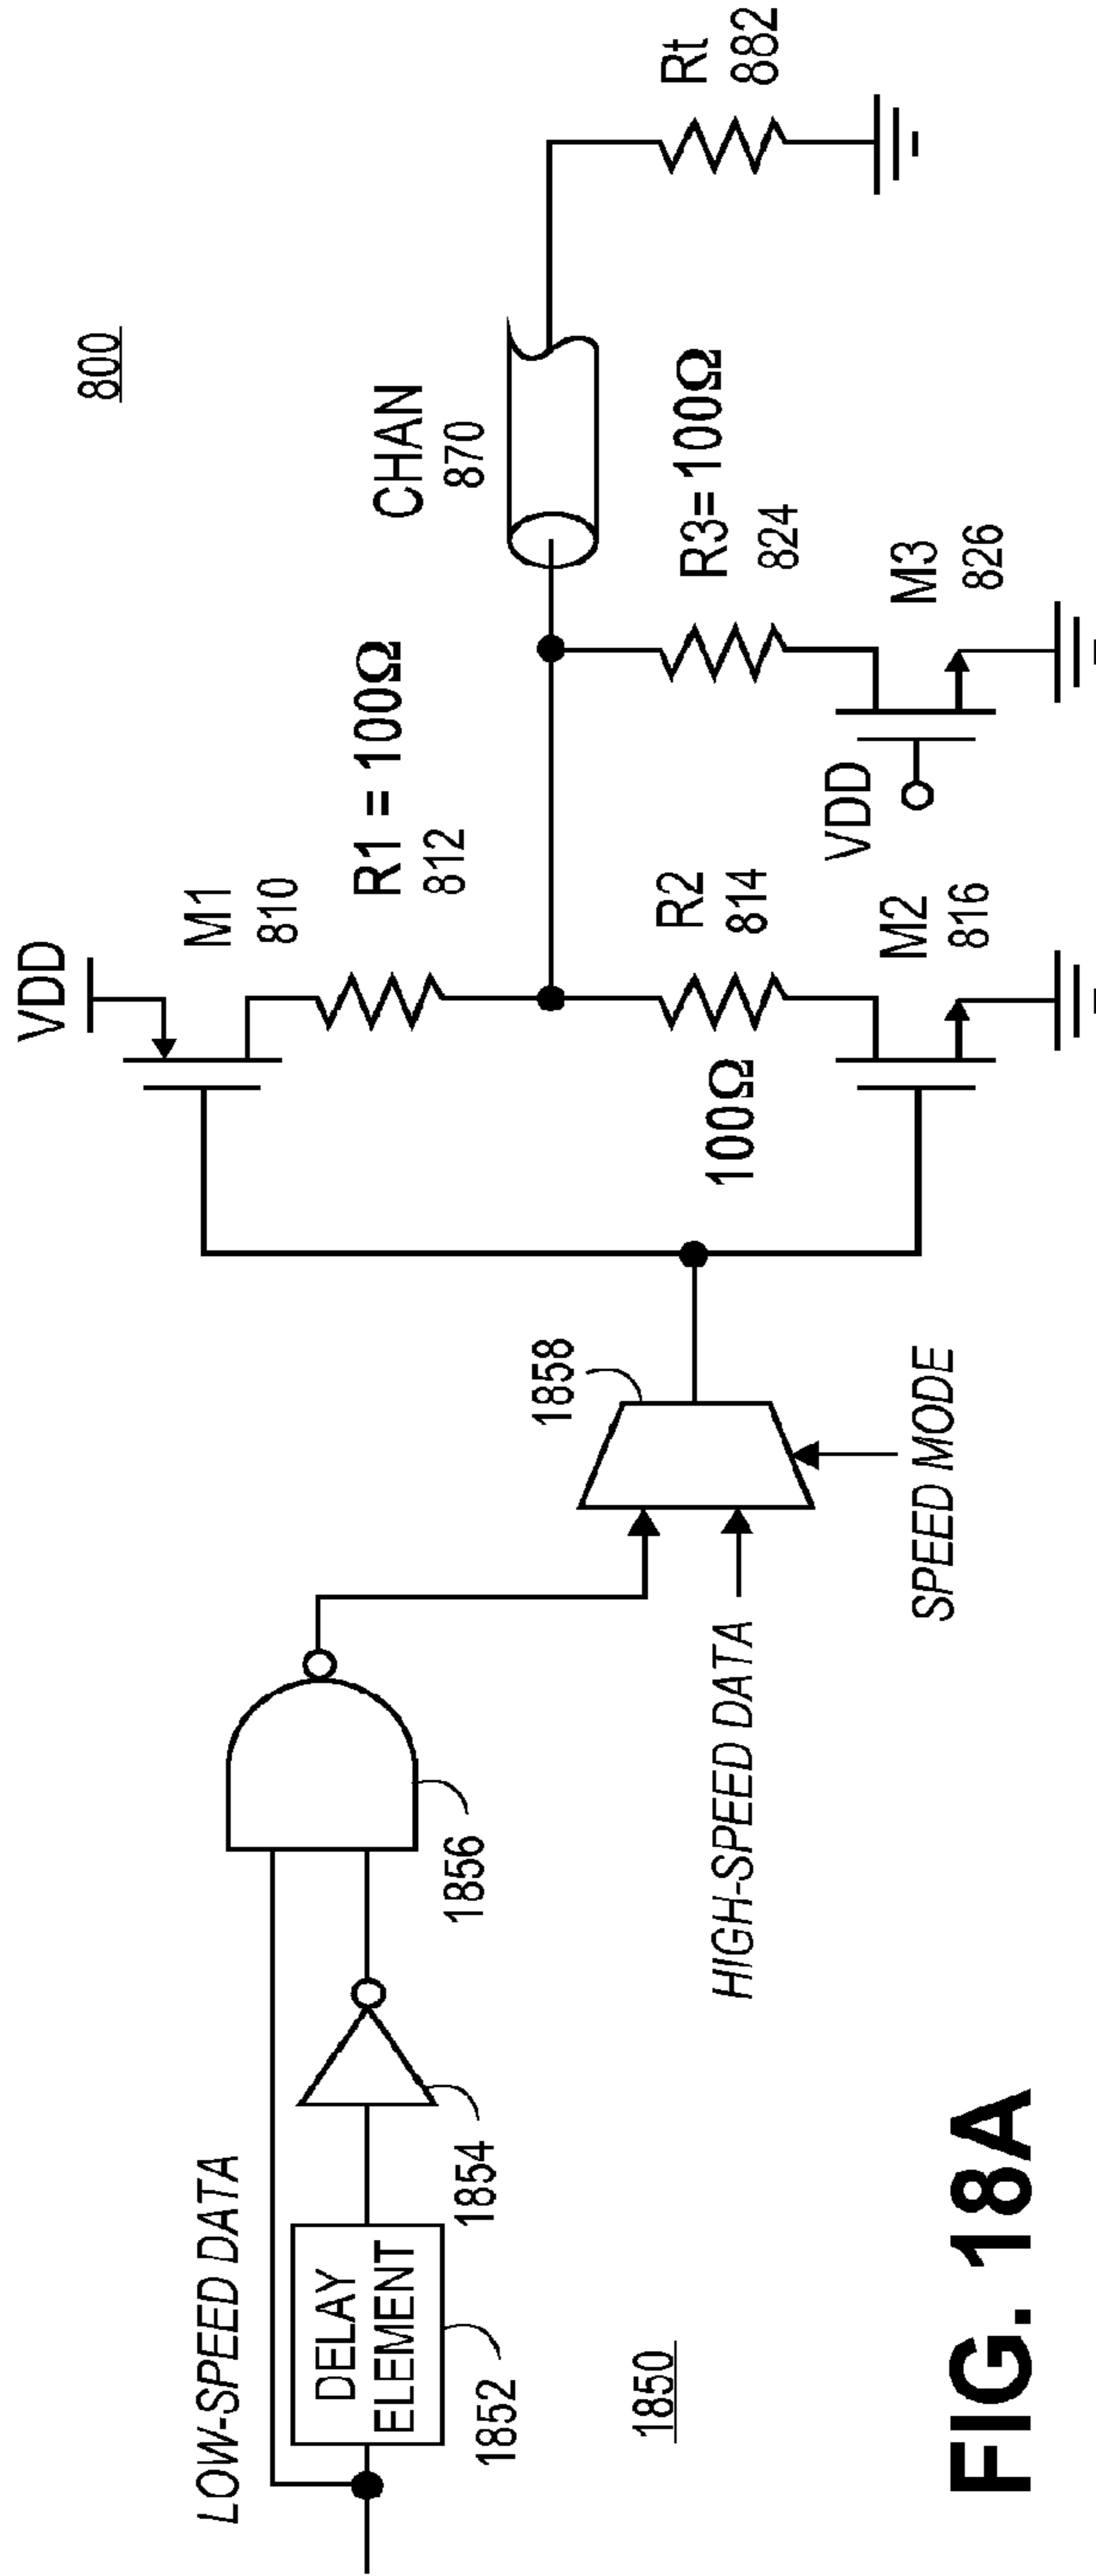 800
LOW-SPEED DATA
DELAY
ELEMENT
1852
1854
1856
1850
HIGH-SPEED DATA
SPEED MODE
1858
VDD
M1
810
R1 = 100Ω
812
100Ω
R2
814
M2
816
CHAN
870
R3= 100Ω
824
VDD
M3
826
Rt
882
FIG. 18A